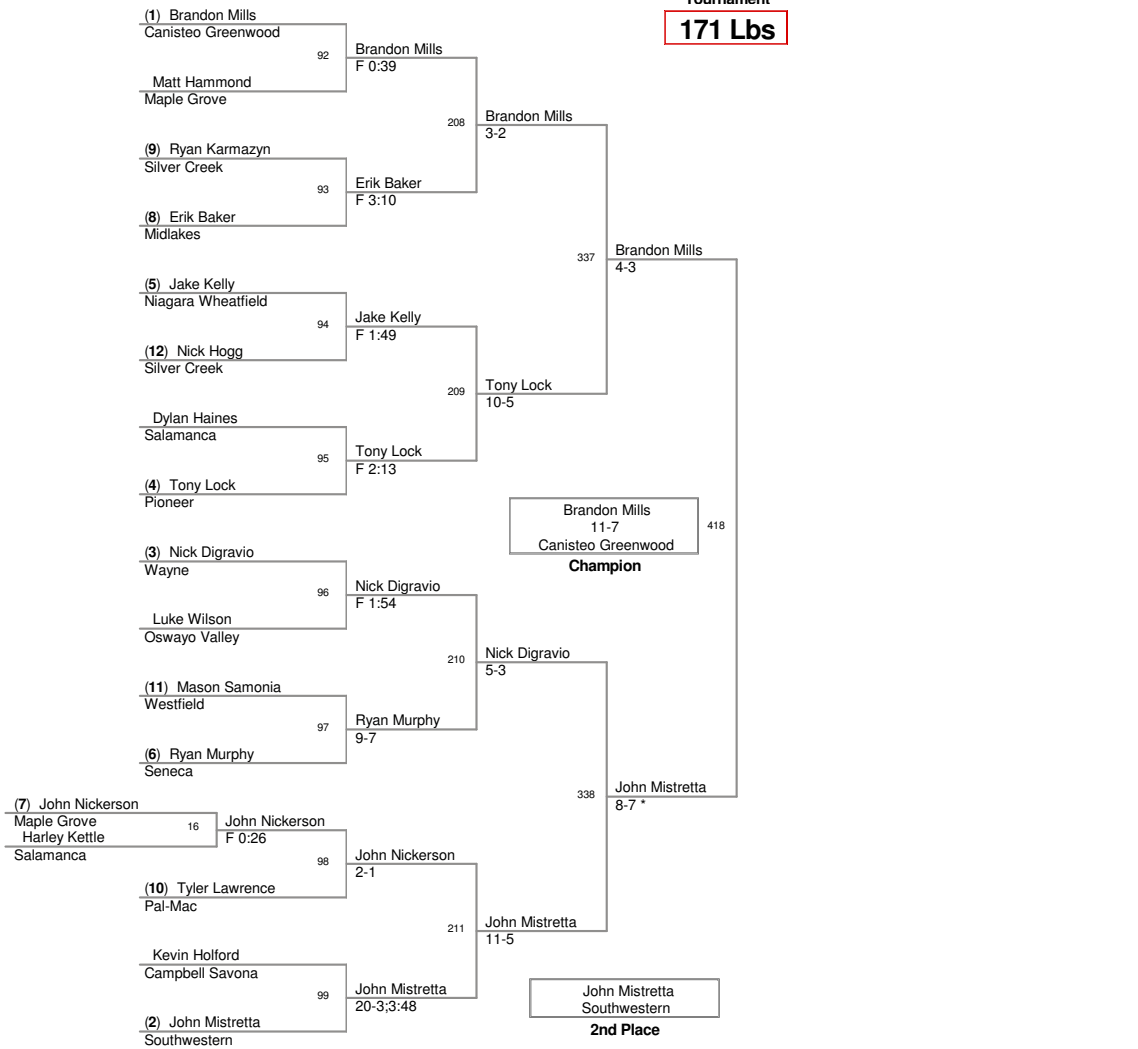 Tournament
171 Lbs
(1) Brandon Mills
Canisteo Greenwood
92
Brandon Mills
F 0:39
Matt Hammond
Maple Grove
208
Brandon Mills
3-2
(9) Ryan Karmazyn
Silver Creek
93
Erik Baker
F 3:10
(8) Erik Baker
Midlakes
337
Brandon Mills
4-3
(5) Jake Kelly
Niagara Wheatfield
94
Jake Kelly
F 1:49
(12) Nick Hogg
Silver Creek
209
Tony Lock
10-5
Dylan Haines
Salamanca
95
Tony Lock
F 2:13
(4) Tony Lock
Pioneer
Brandon Mills
11-7
Canisteo Greenwood
418
Champion
(3) Nick Digravio
Wayne
96
Nick Digravio
F 1:54
Luke Wilson
Oswayo Valley
210
Nick Digravio
5-3
(11) Mason Samonia
Westfield
97
Ryan Murphy
9-7
(6) Ryan Murphy
Seneca
338
John Mistretta
8-7 *
(7) John Nickerson
Maple Grove
16
John Nickerson
F 0:26
Harley Kettle
Salamanca
98
John Nickerson
2-1
(10) Tyler Lawrence
Pal-Mac
211
John Mistretta
11-5
Kevin Holford
Campbell Savona
99
John Mistretta
20-3;3:48
(2) John Mistretta
Southwestern
John Mistretta
Southwestern
2nd Place